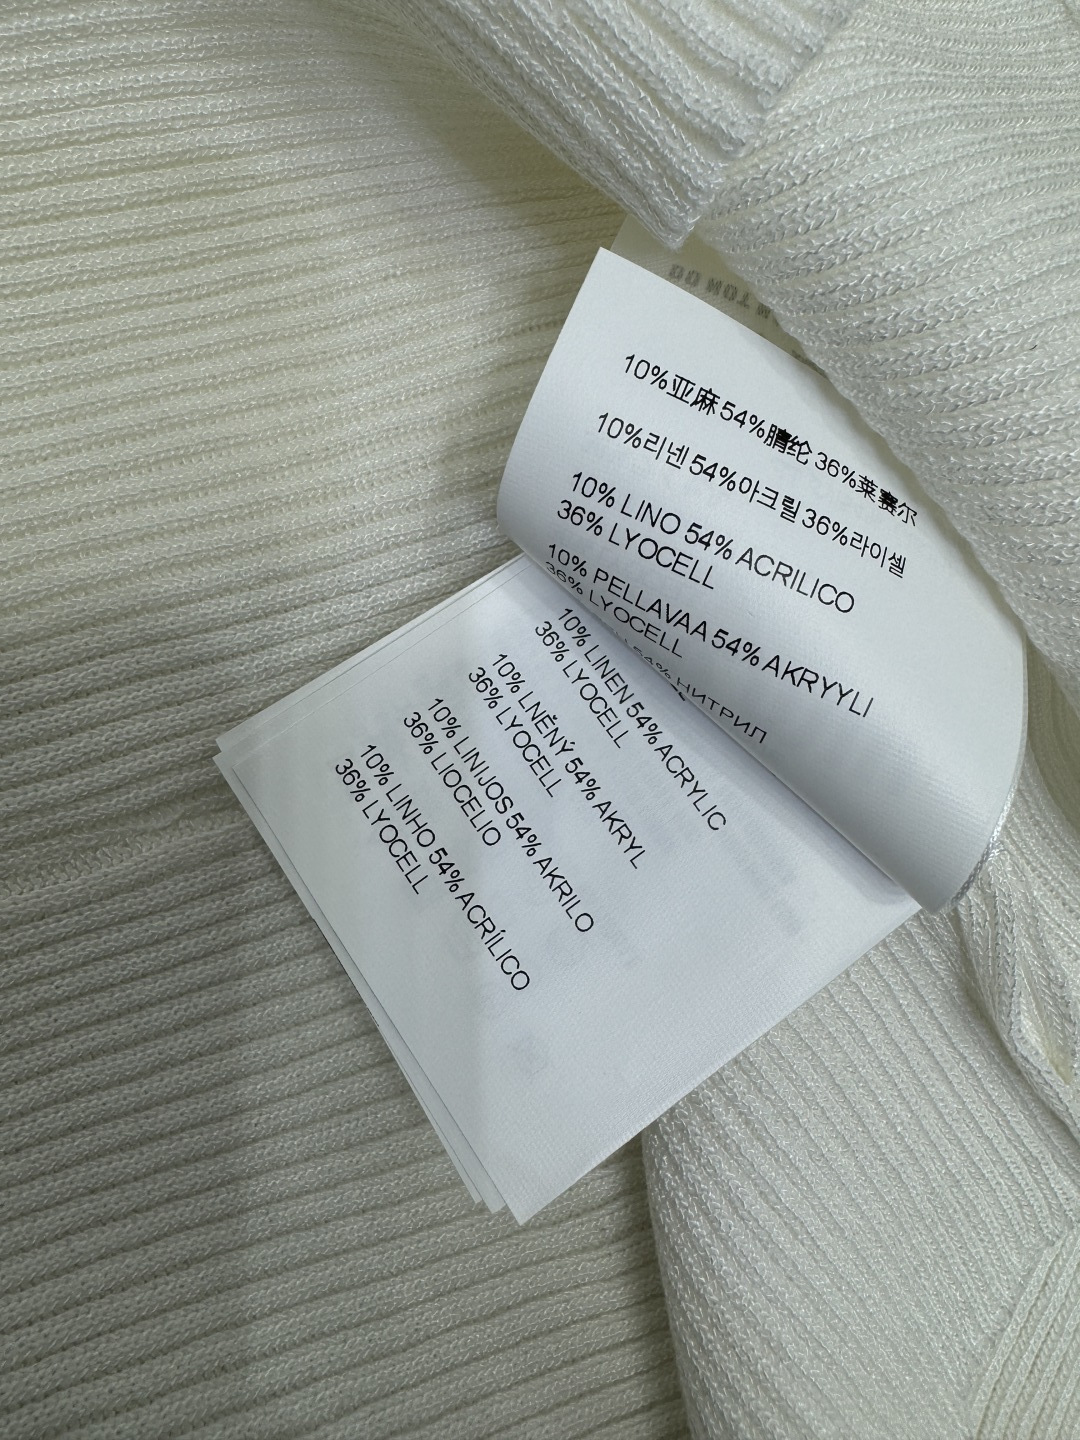 10%亚麻 54%腈纶 36%莱赛尔
10%리넨 54%아크릴 36%라이셀
10% LINO 54% ACRILICO
36% LYOCELL
10% PELLAVAA 54% AKRYYLI
36% LYOCELL
54% НИТРИЛ
10% LINEN 54% ACRYLIC
36% LYOCELL
10% LNĚNÝ 54% AKRYL
36% LYOCELL
10% LINIJOS 54% AKRILO
36% LIOCELIO
10% LINHO 54% ACRÍLICO
36% LYOCELL